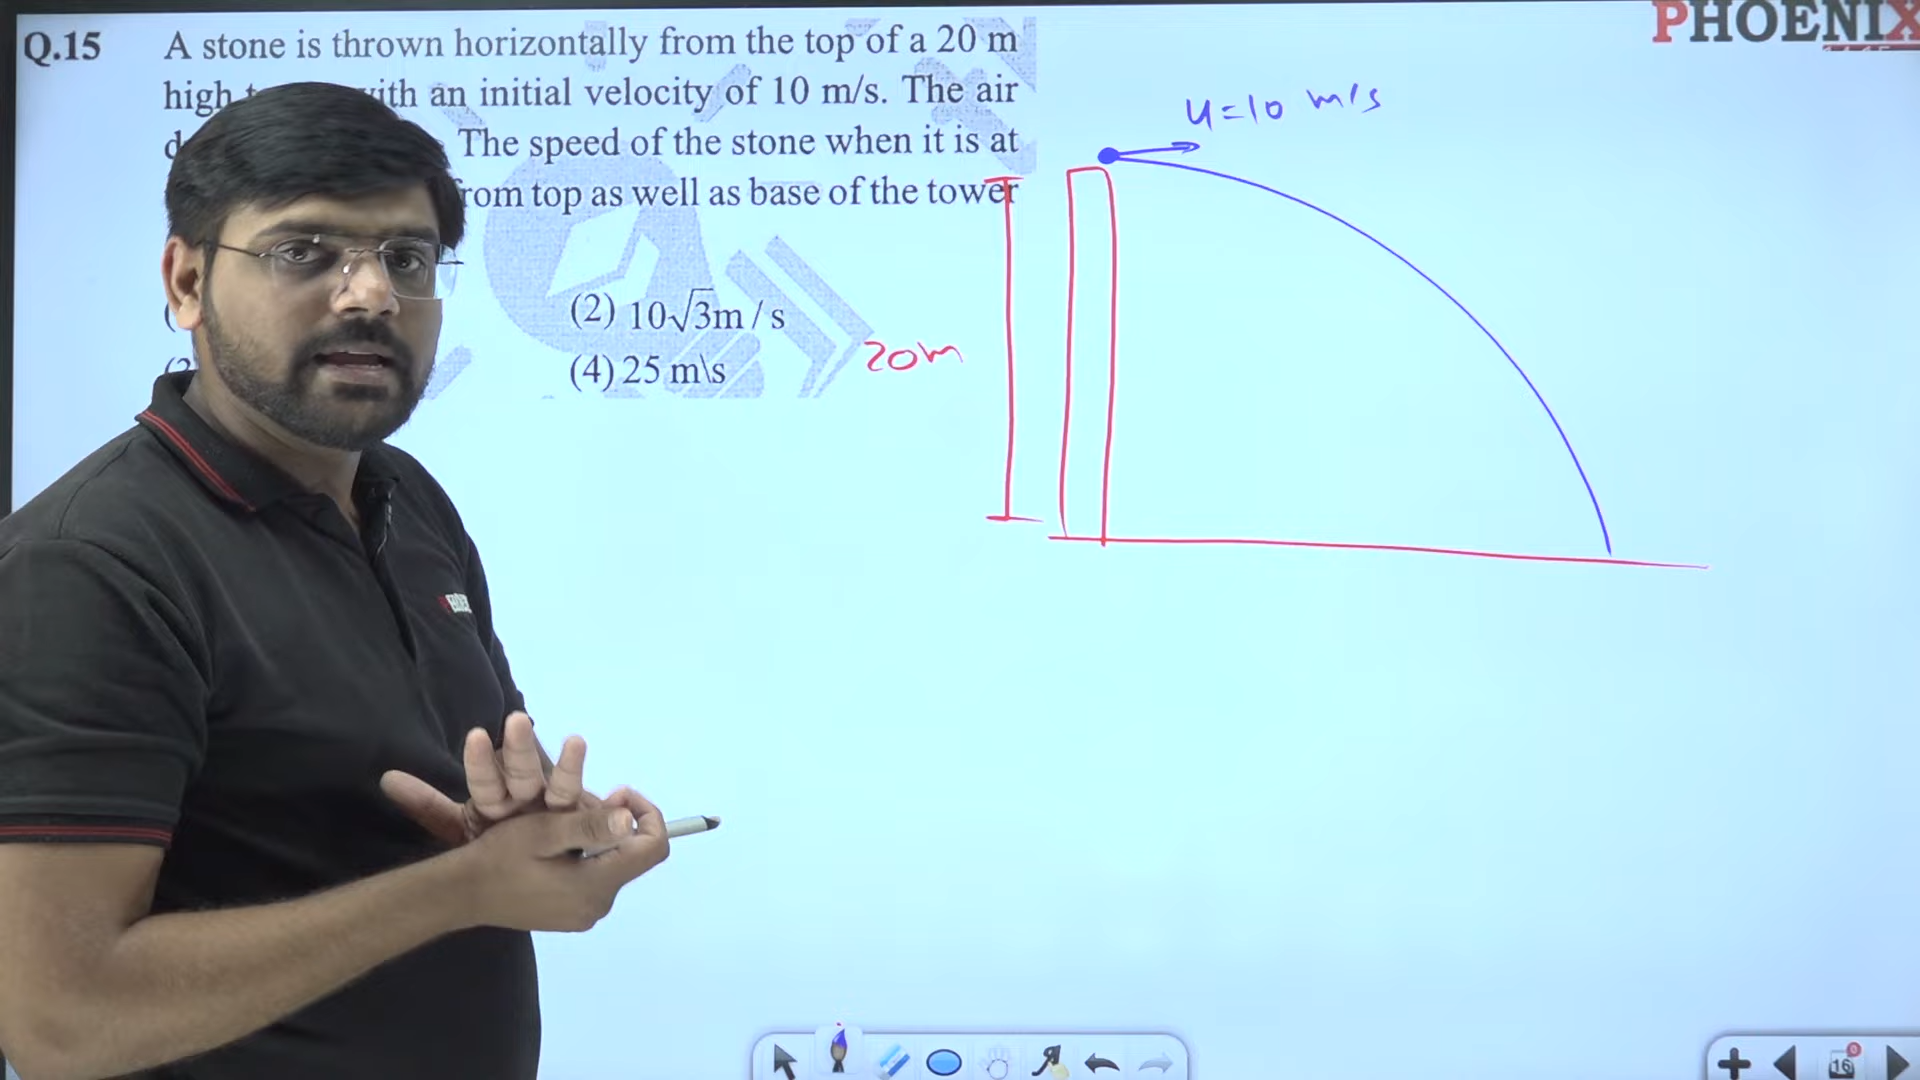 PHOENIX
Q.15 A stone is thrown horizontally from the top of a 20 m
high with an initial velocity of 10 m/s. The air
The speed of the stone when it is at
from top as well as base of the tower
(2) 10√3m / s
(4) 25 m\s
u=10 m/s
20m
16